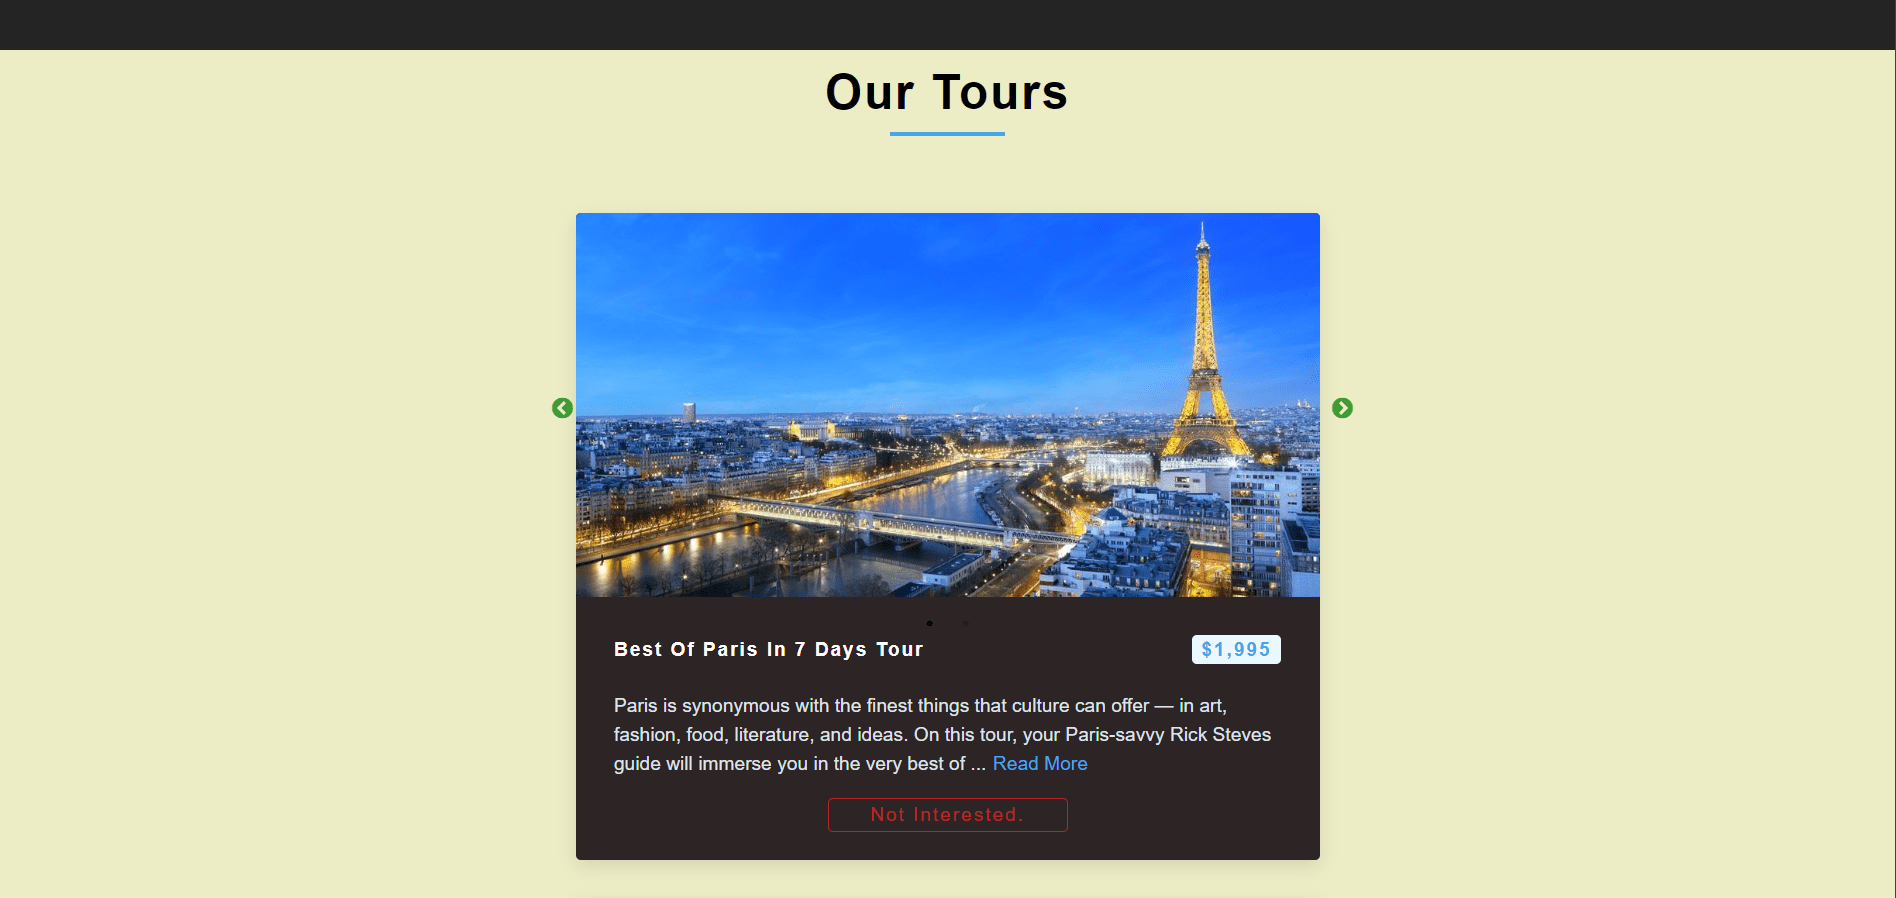 Our Tours
Best Of Paris In 7 Days Tour
$1,995
Paris is synonymous with the finest things that culture can offer — in art,
fashion, food, literature, and ideas. On this tour, your Paris-savvy Rick Steves
guide will immerse you in the very best of ... Read More
Not Interested.